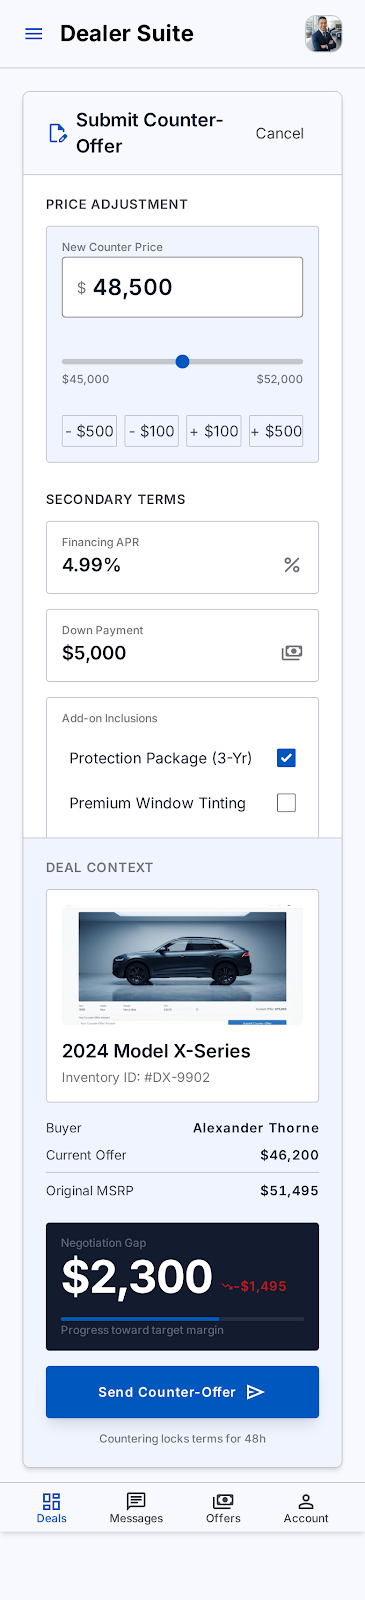 Dealer Suite
Submit Counter-
Offer
Cancel
PRICE ADJUSTMENT
New Counter Price
$ 48,500
$45,000
$52,000
- $500
- $100
+ $100
+ $500
SECONDARY TERMS
Financing APR
4.99%
Down Payment
$5,000
Add-on Inclusions
Protection Package (3-Yr)
Premium Window Tinting
DEAL CONTEXT
2024 Model X-Series
Inventory ID: #DX-9902
Buyer
Alexander Thorne
Current Offer
$46,200
Original MSRP
$51,495
Negotiation Gap
$2,300
-$1,495
Progress toward target margin
Send Counter-Offer
Countering locks terms for 48h
Deals
Messages
Offers
Account